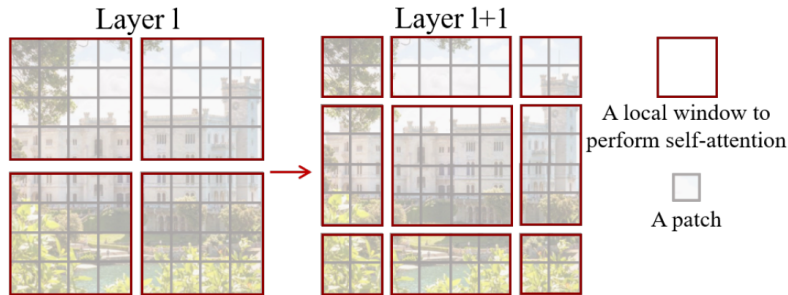 Layer l
Layer l+1
A local window to
perform self-attention
A patch